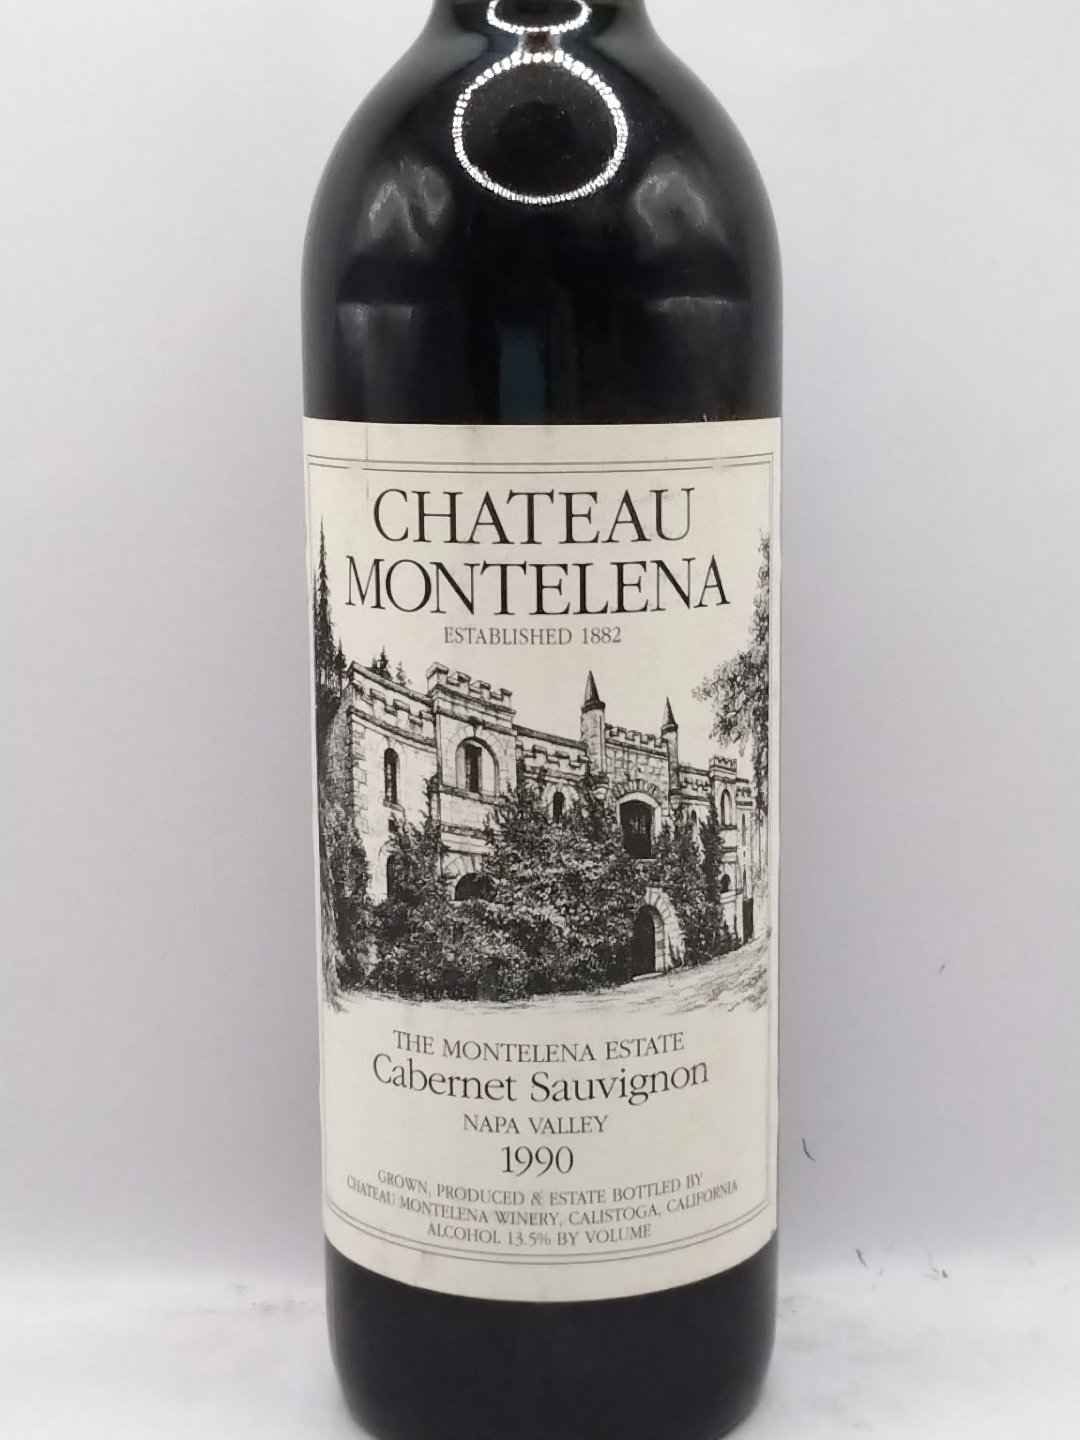 CHATEAU
MONTELENA
ESTABLISHED 1882
THE MONTELENA ESTATE
Cabernet Sauvignon
NAPA VALLEY
1990
GROWN, PRODUCED & ESTATE BOTTLED BY
CHATEAU MONTELENA WINERY, CALISTOGA, CALIFORNIA
ALCOHOL 13.5% BY VOLUME